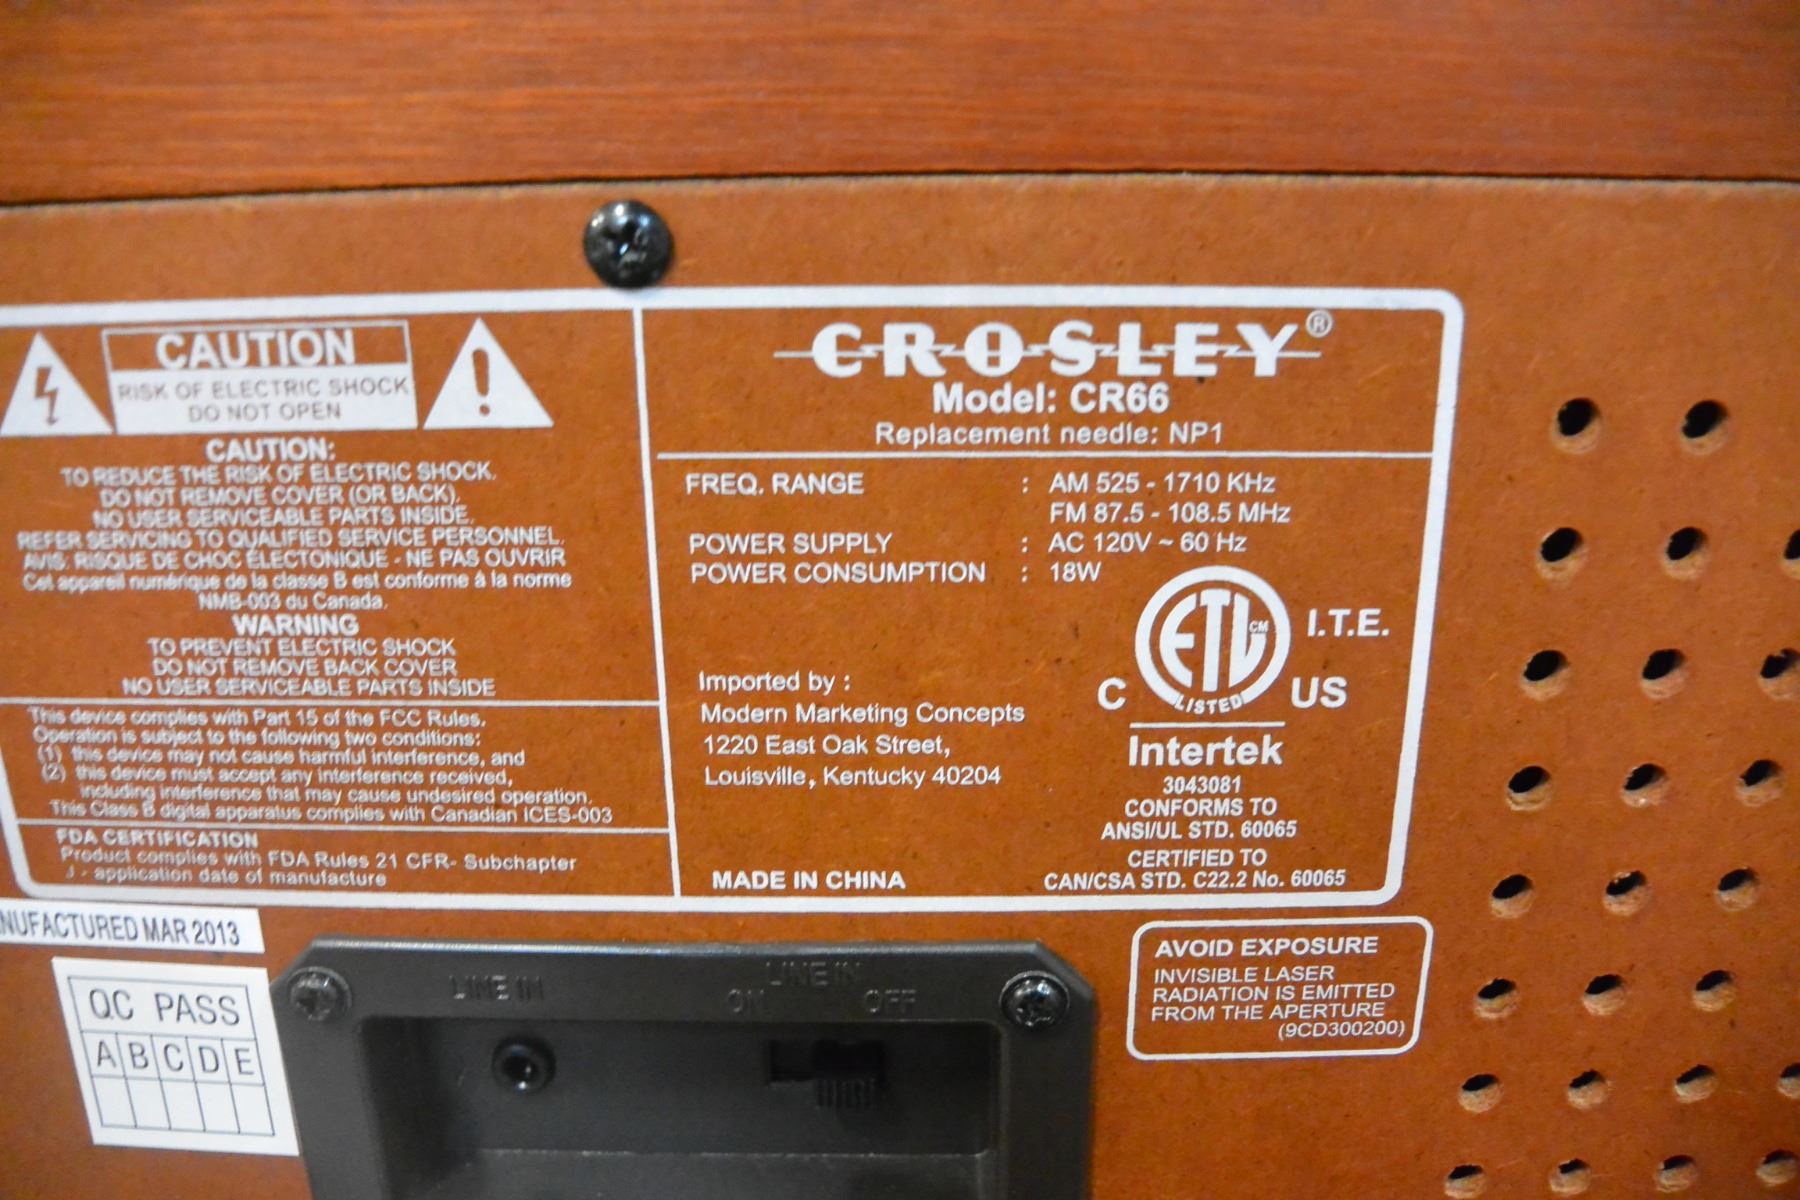 CAUTION
RISK OF ELECTRIC SHOCK
DO NOT OPEN
CAUTION:
TO REDUCE THE RISK OF ELECTRIC SHOCK.
DO NOT REMOVE COVER (OR BACK).
NO USER SERVICEABLE PARTS INSIDE.
REFER SERVICING TO QUALIFIED SERVICE PERSONNEL.
AVIS: RISQUE DE CHOC ÉLECTONIQUE - NE PAS OUVRIR
Cet appareil numérique de la classe B est conforme à la norme
NMB-003 du Canada.
WARNING
TO PREVENT ELECTRIC SHOCK
DO NOT REMOVE BACK COVER
NO USER SERVICEABLE PARTS INSIDE
This device complies with Part 15 of the FCC Rules.
Operation is subject to the following two conditions:
(1) this device may not cause harmful interference, and
(2) this device must accept any interference received,
including interference that may cause undesired operation.
This Class B digital apparatus complies with Canadian ICES-003
FDA CERTIFICATION
Product complies with FDA Rules 21 CFR- Subchapter
J - application date of manufacture
CROSLEY®
Model: CR66
Replacement needle: NP1
FREQ. RANGE : AM 525 - 1710 KHz
FM 87.5 - 108.5 MHz
POWER SUPPLY : AC 120V ~ 60 Hz
POWER CONSUMPTION : 18W
Imported by :
Modern Marketing Concepts
1220 East Oak Street,
Louisville, Kentucky 40204
MADE IN CHINA
ETL CM
LISTED
I.T.E.
C US
Intertek
3043081
CONFORMS TO
ANSI/UL STD. 60065
CERTIFIED TO
CAN/CSA STD. C22.2 No. 60065
NUFACTURED MAR 2013
QC PASS
A B C D E
LINE IN
LINE IN
ON OFF
AVOID EXPOSURE
INVISIBLE LASER
RADIATION IS EMITTED
FROM THE APERTURE
(9CD300200)